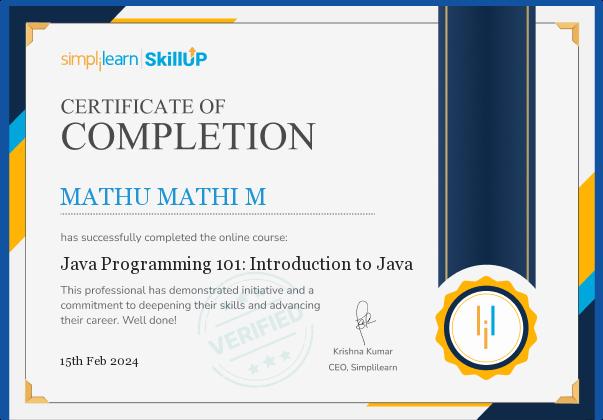 simplilearn | SkillUP
CERTIFICATE OF
COMPLETION
MATHU MATHI M
has successfully completed the online course:
Java Programming 101: Introduction to Java
This professional has demonstrated initiative and a
commitment to deepening their skills and advancing
their career. Well done!
VERIFIED
15th Feb 2024
Krishna Kumar
CEO, Simplilearn